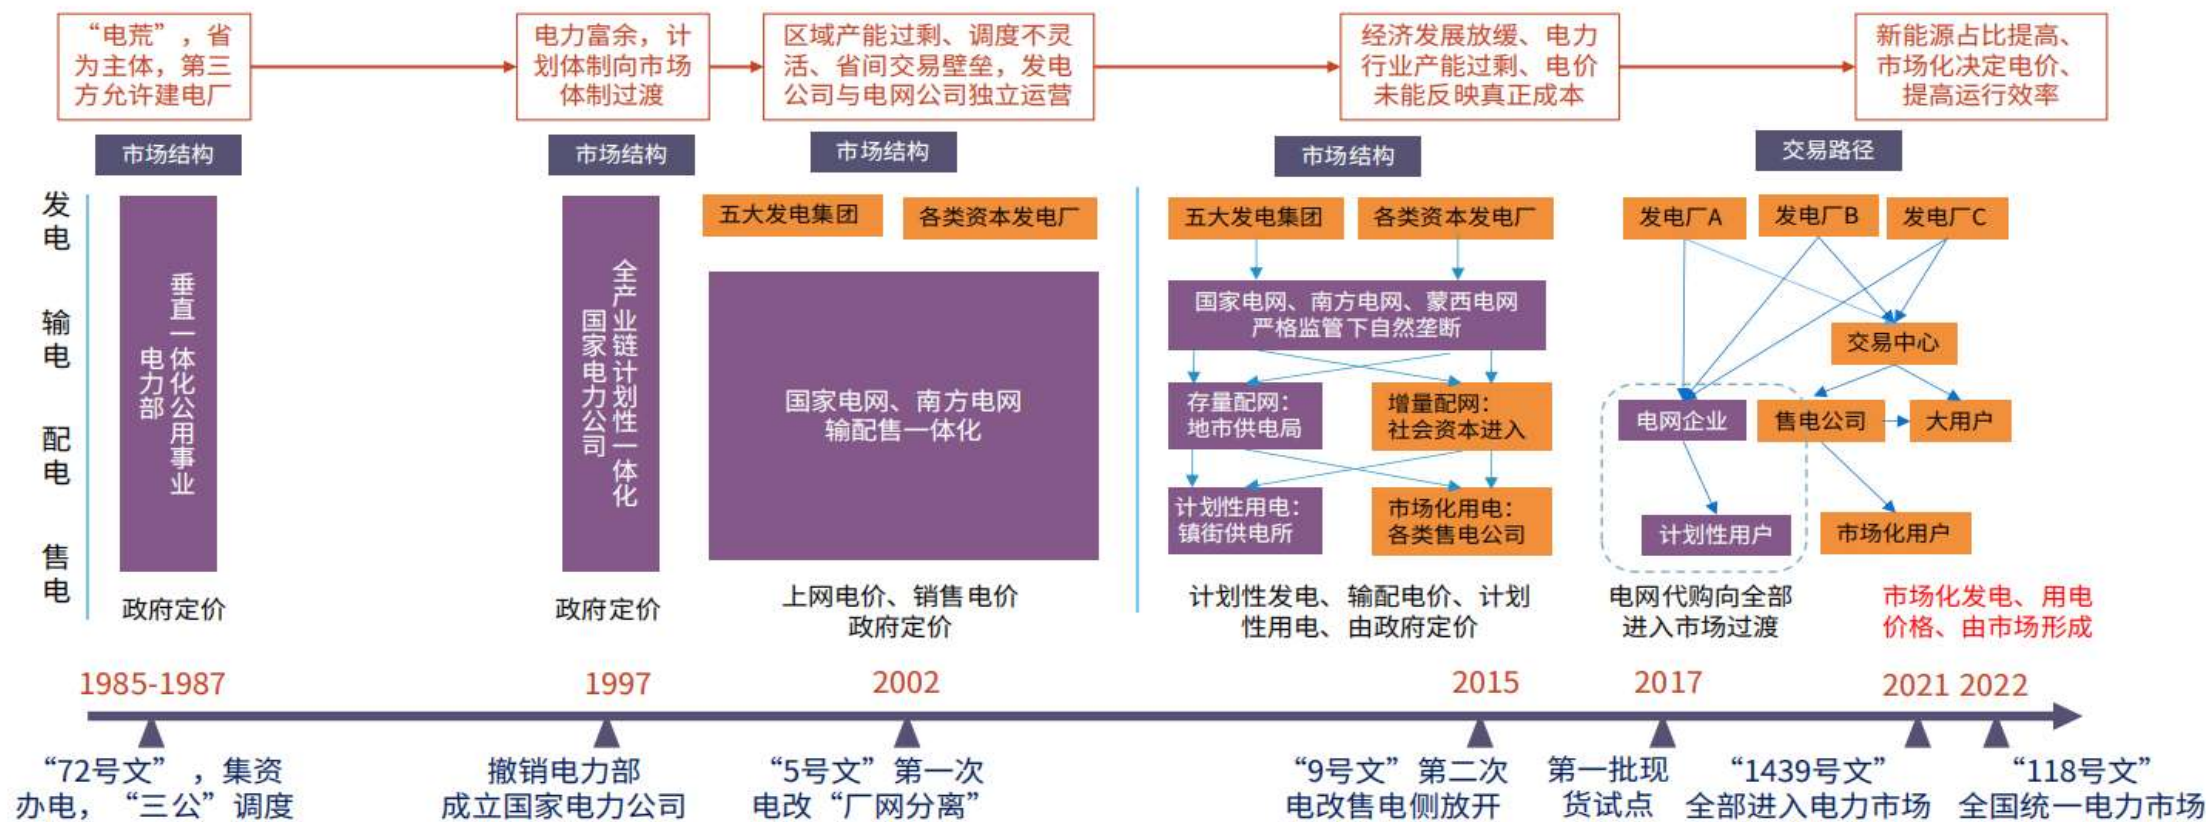 “电荒”，省
为主体，第三
方允许建电厂
电力富余，计
划体制向市场
体制过渡
区域产能过剩、调度不灵
活、省间交易壁垒，发电
公司与电网公司独立运营
经济发展放缓、电力
行业产能过剩、电价
未能反映真正成本
新能源占比提高、
市场化决定电价、
提高运行效率
市场结构
市场结构
市场结构
市场结构
交易路径
发电
输电
配电
售电
垂直一体化公用事业
电力部
全产业链计划性一体化
国家电力公司
五大发电集团
各类资本发电厂
国家电网、南方电网
输配售一体化
五大发电集团
各类资本发电厂
国家电网、南方电网、蒙西电网
严格监管下自然垄断
存量配网：
地市供电局
增量配网：
社会资本进入
计划性用电：
镇街供电所
市场化用电：
各类售电公司
发电厂A
发电厂B
发电厂C
交易中心
电网企业
售电公司
大用户
计划性用户
市场化用户
政府定价
政府定价
上网电价、销售电价
政府定价
计划性发电、输配电价、计划
性用电、由政府定价
电网代购向全部
进入市场过渡
市场化发电、用电
价格、由市场形成
1985-1987
1997
2002
2015
2017
2021
2022
“72号文”，集资
办电，“三公”调度
撤销电力部
成立国家电力公司
“5号文”第一次
电改“厂网分离”
“9号文”第二次
电改售电侧放开
第一批现
货试点
“1439号文”
全部进入电力市场
“118号文”
全国统一电力市场